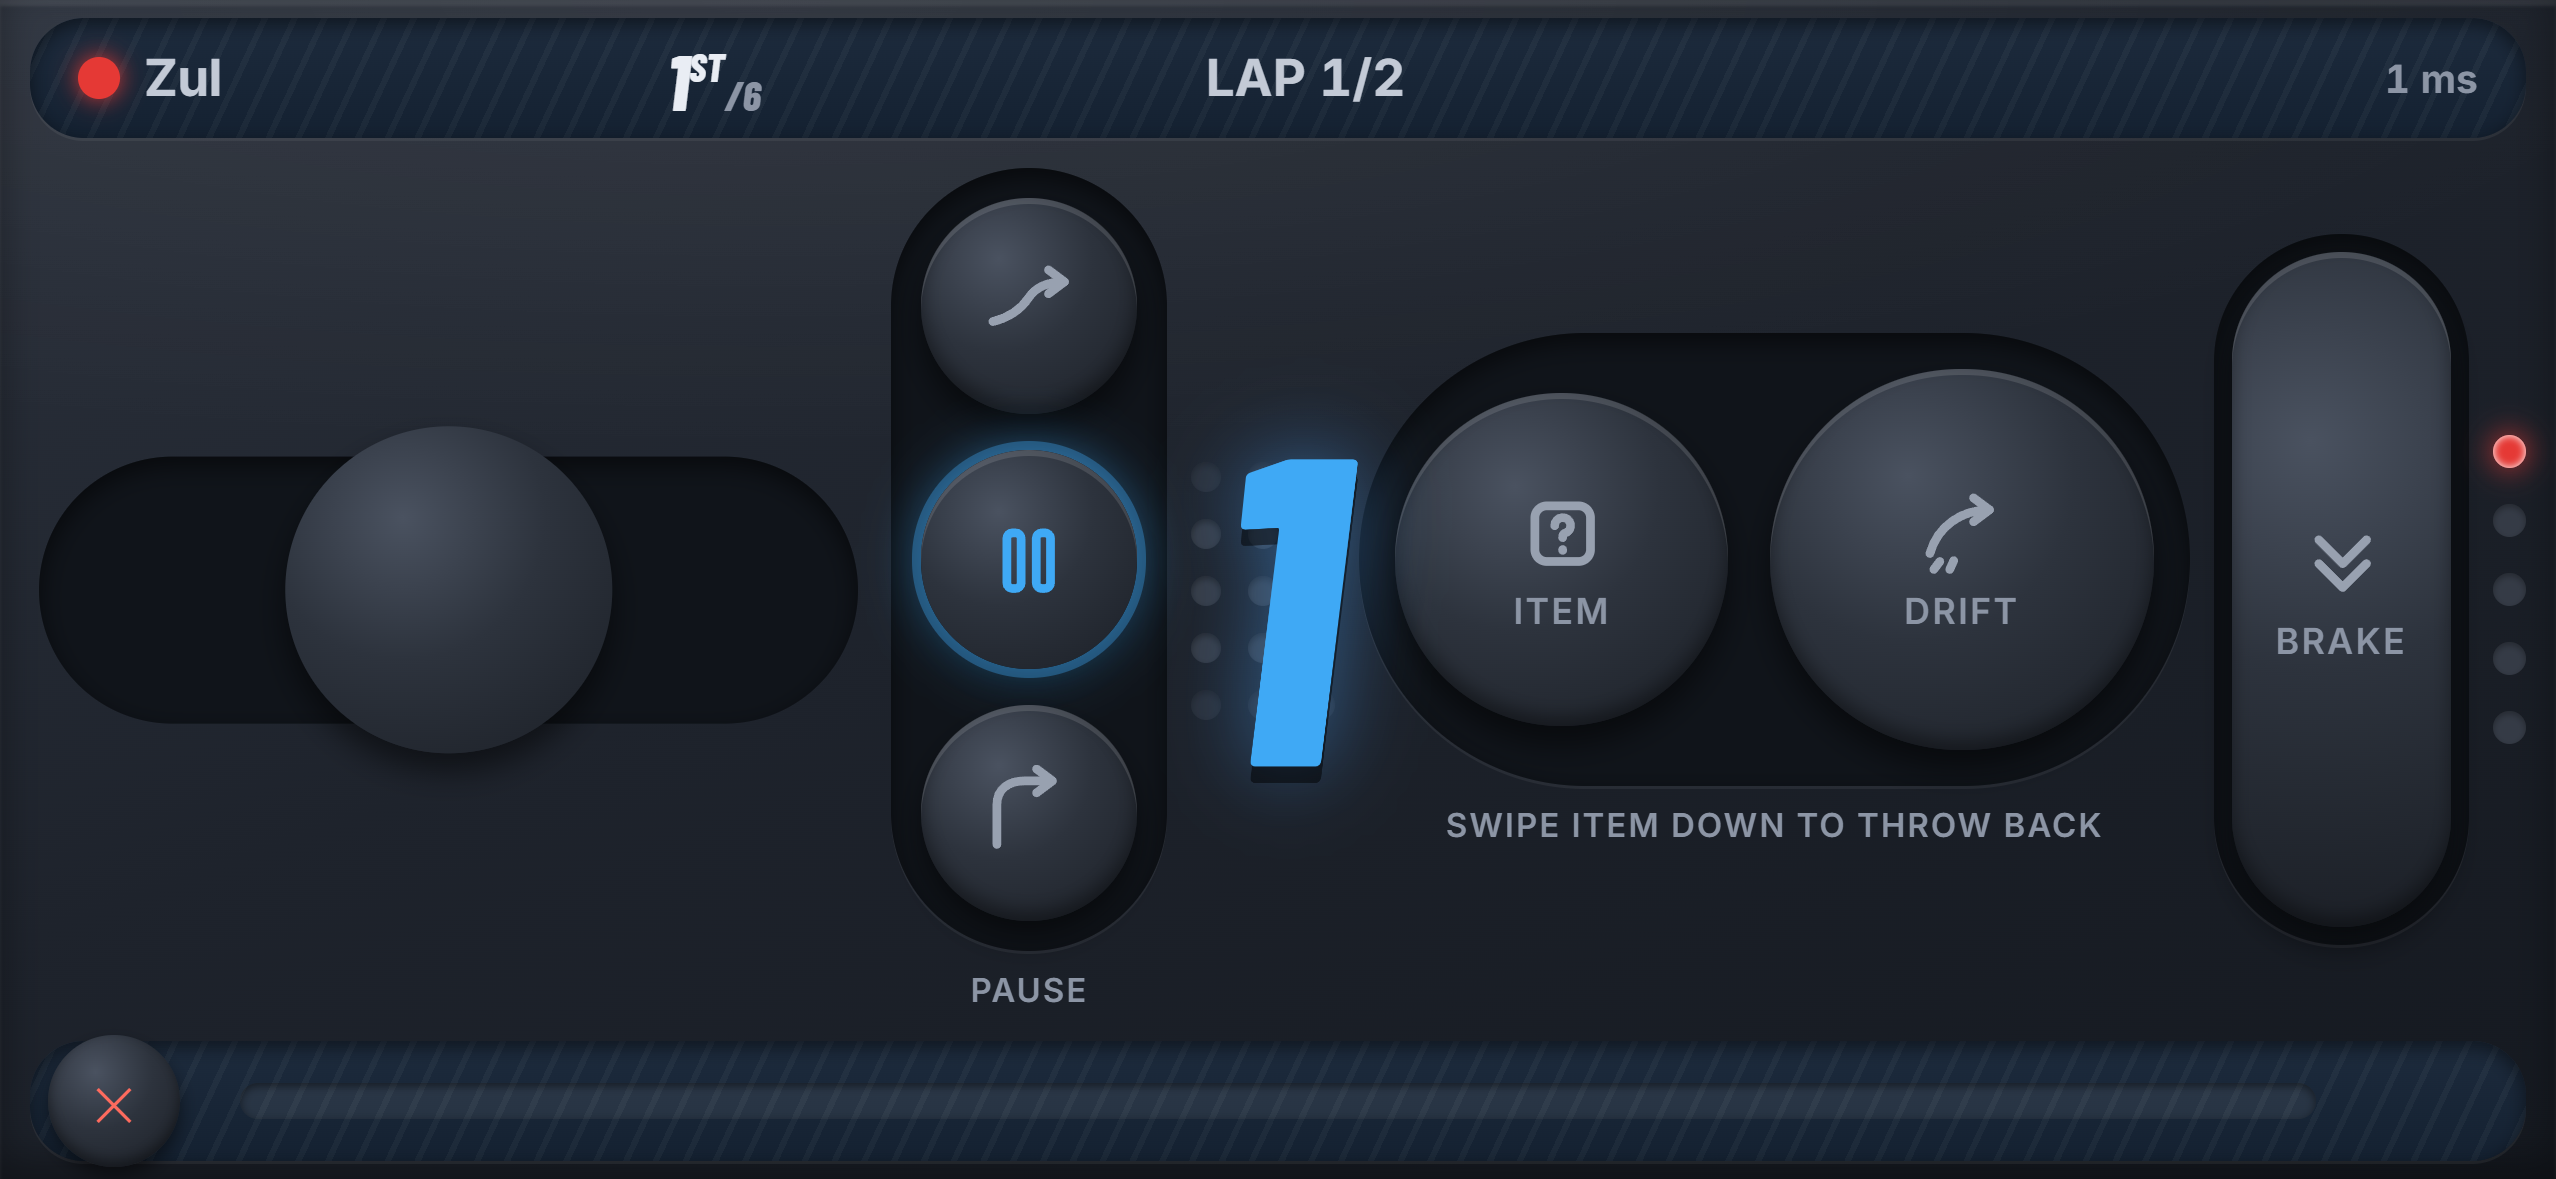 Zul
1ST/6
LAP 1/2
1 ms
1
?
ITEM
DRIFT
BRAKE
SWIPE ITEM DOWN TO THROW BACK
PAUSE